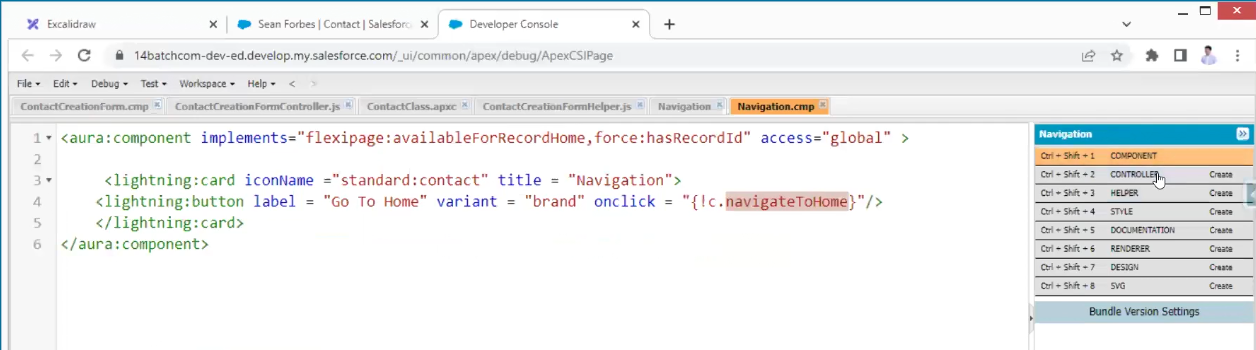 Excalidraw
Sean Forbes | Contact | Salesforc
Developer Console
14batchcom-dev-ed.develop.my.salesforce.com/_ui/common/apex/debug/ApexCSIPage
File Edit Debug Test Workspace Help < >
ContactCreationForm.cmp ContactCreationFormController.js ContactClass.apxc ContactCreationFormHelper.js Navigation Navigation.cmp
1 <aura:component implements="flexipage:availableForRecordHome,force:hasRecordId" access="global" >
2
3 <lightning:card iconName ="standard:contact" title = "Navigation">
4 <lightning:button label = "Go To Home" variant = "brand" onclick = "{!c.navigateToHome}"/>
5 </lightning:card>
6 </aura:component>
Navigation
Ctrl + Shift + 1 COMPONENT
Ctrl + Shift + 2 CONTROLLER Create
Ctrl + Shift + 3 HELPER Create
Ctrl + Shift + 4 STYLE Create
Ctrl + Shift + 5 DOCUMENTATION Create
Ctrl + Shift + 6 RENDERER Create
Ctrl + Shift + 7 DESIGN Create
Ctrl + Shift + 8 SVG Create
Bundle Version Settings